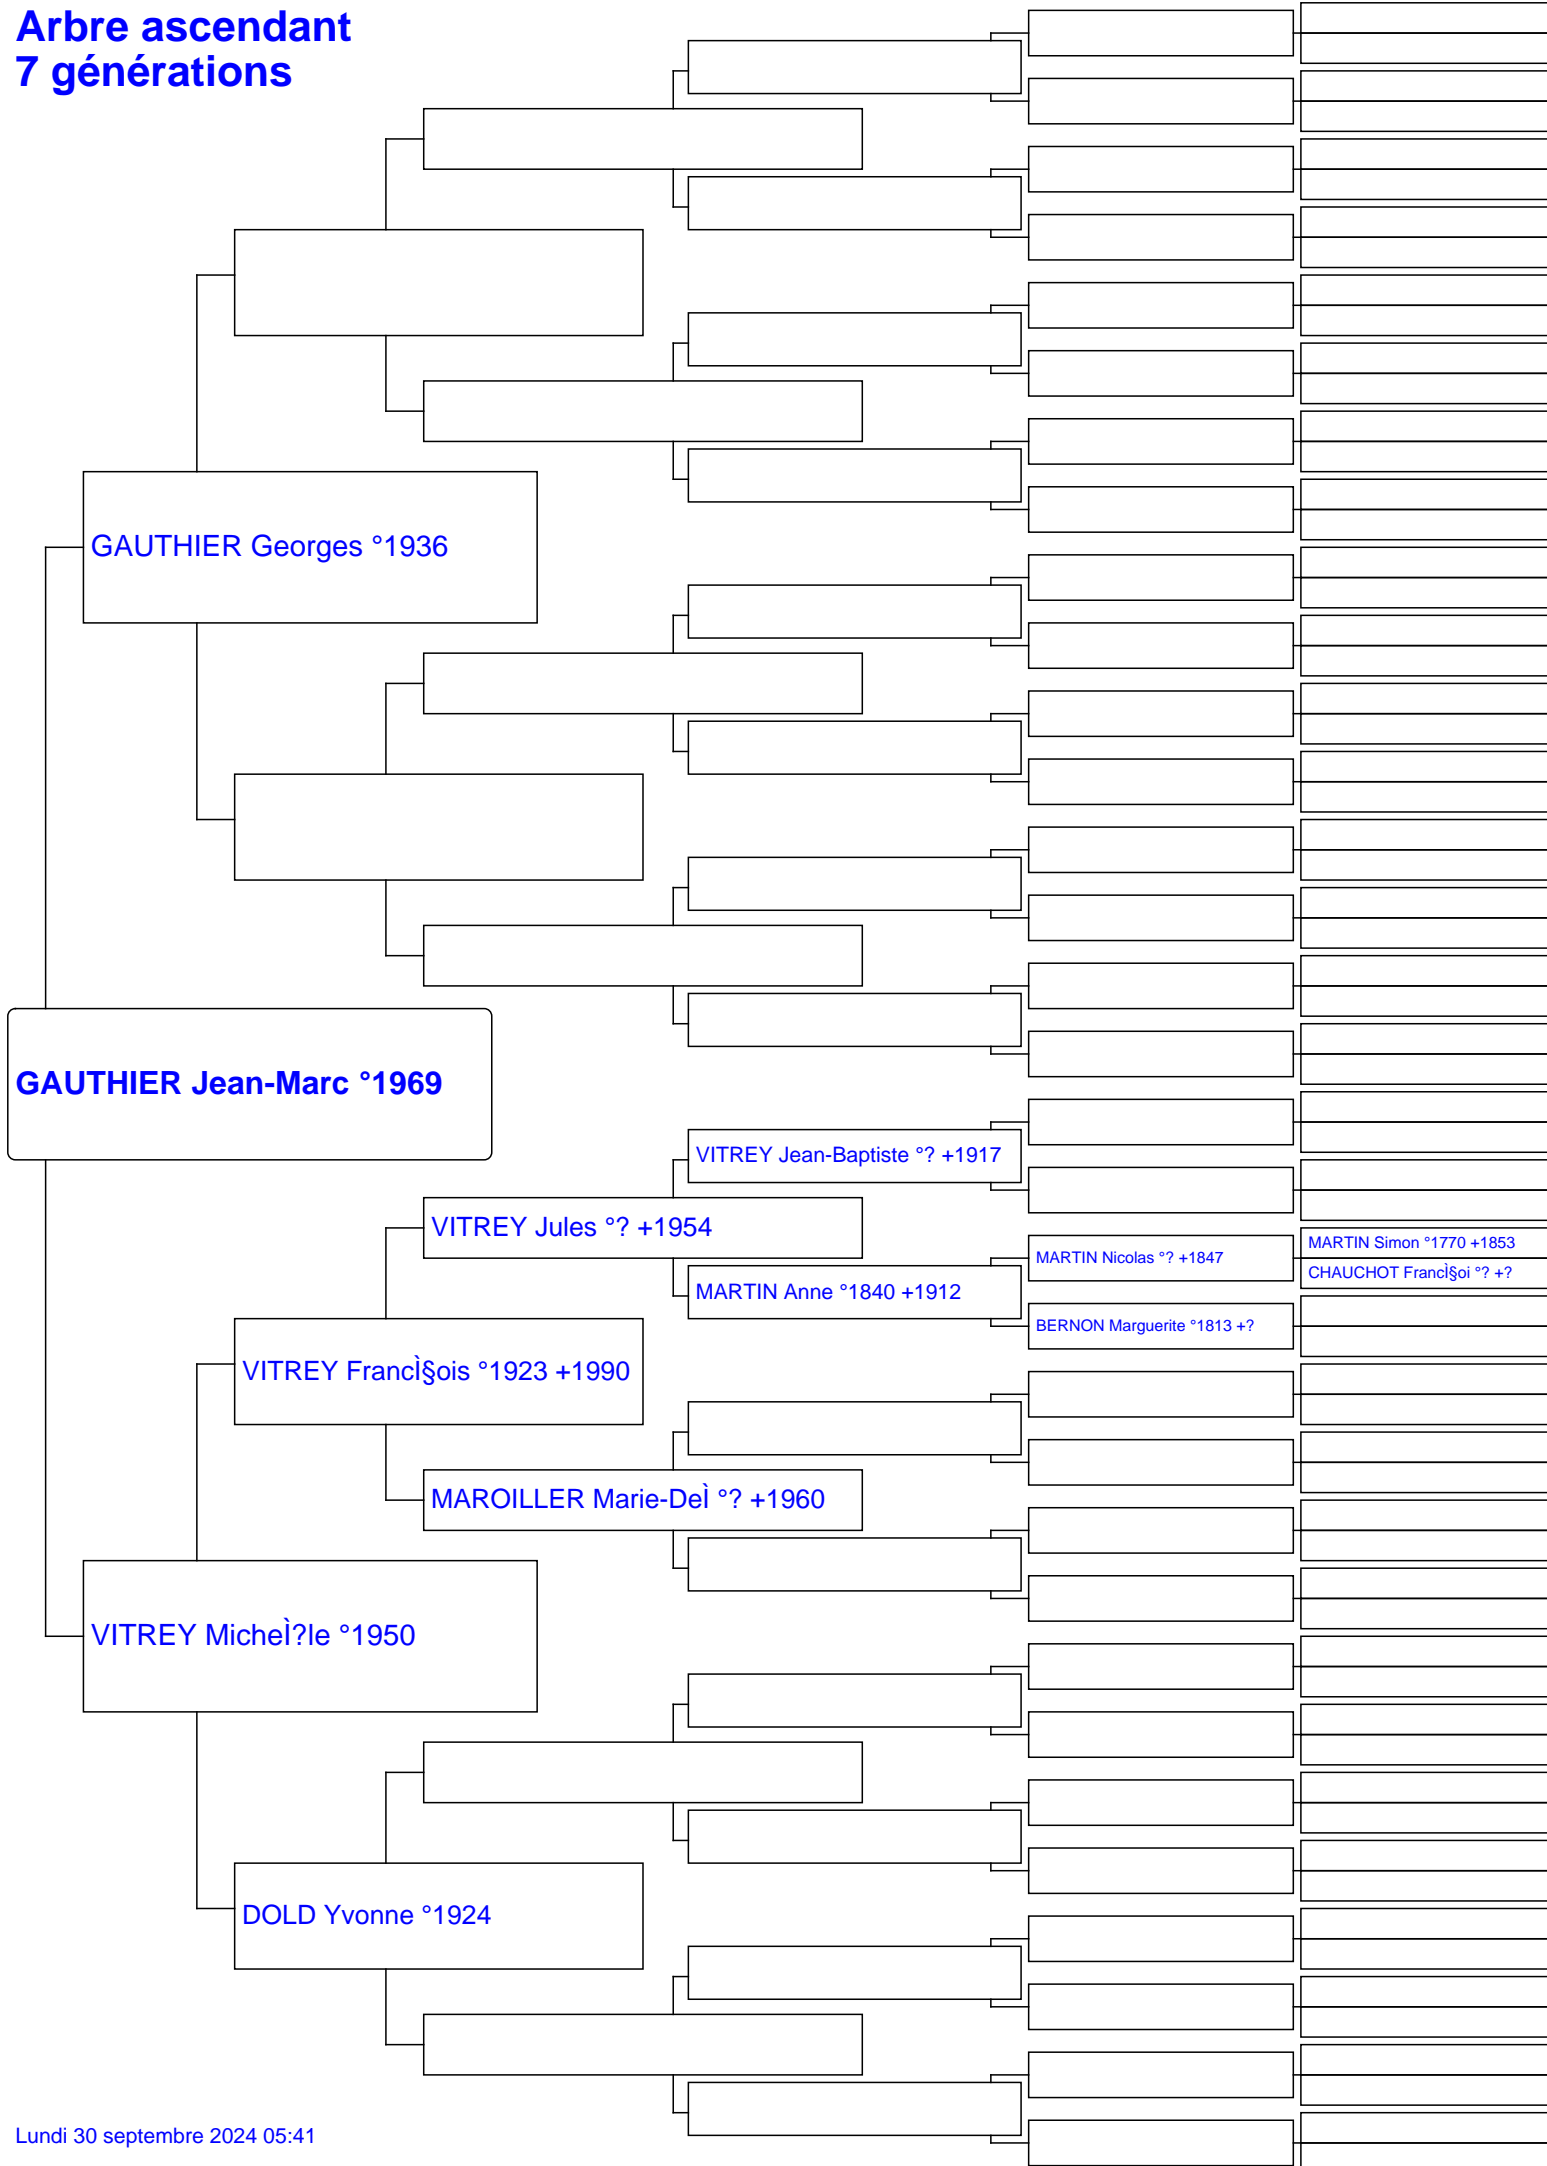 Arbre ascendant
7 générations
GAUTHIER Georges °1936
GAUTHIER Jean-Marc °1969
VITREY Jean-Baptiste °? +1917
VITREY Jules °? +1954
MARTIN Simon °1770 +1853
MARTIN Nicolas °? +1847
CHAUCHOT FrancÌ§oi °? +?
MARTIN Anne °1840 +1912
BERNON Marguerite °1813 +?
VITREY FrancÌ§ois °1923 +1990
MAROILLER Marie-DeÌ °? +1960
VITREY MicheÌ?le °1950
DOLD Yvonne °1924
Lundi 30 septembre 2024 05:41